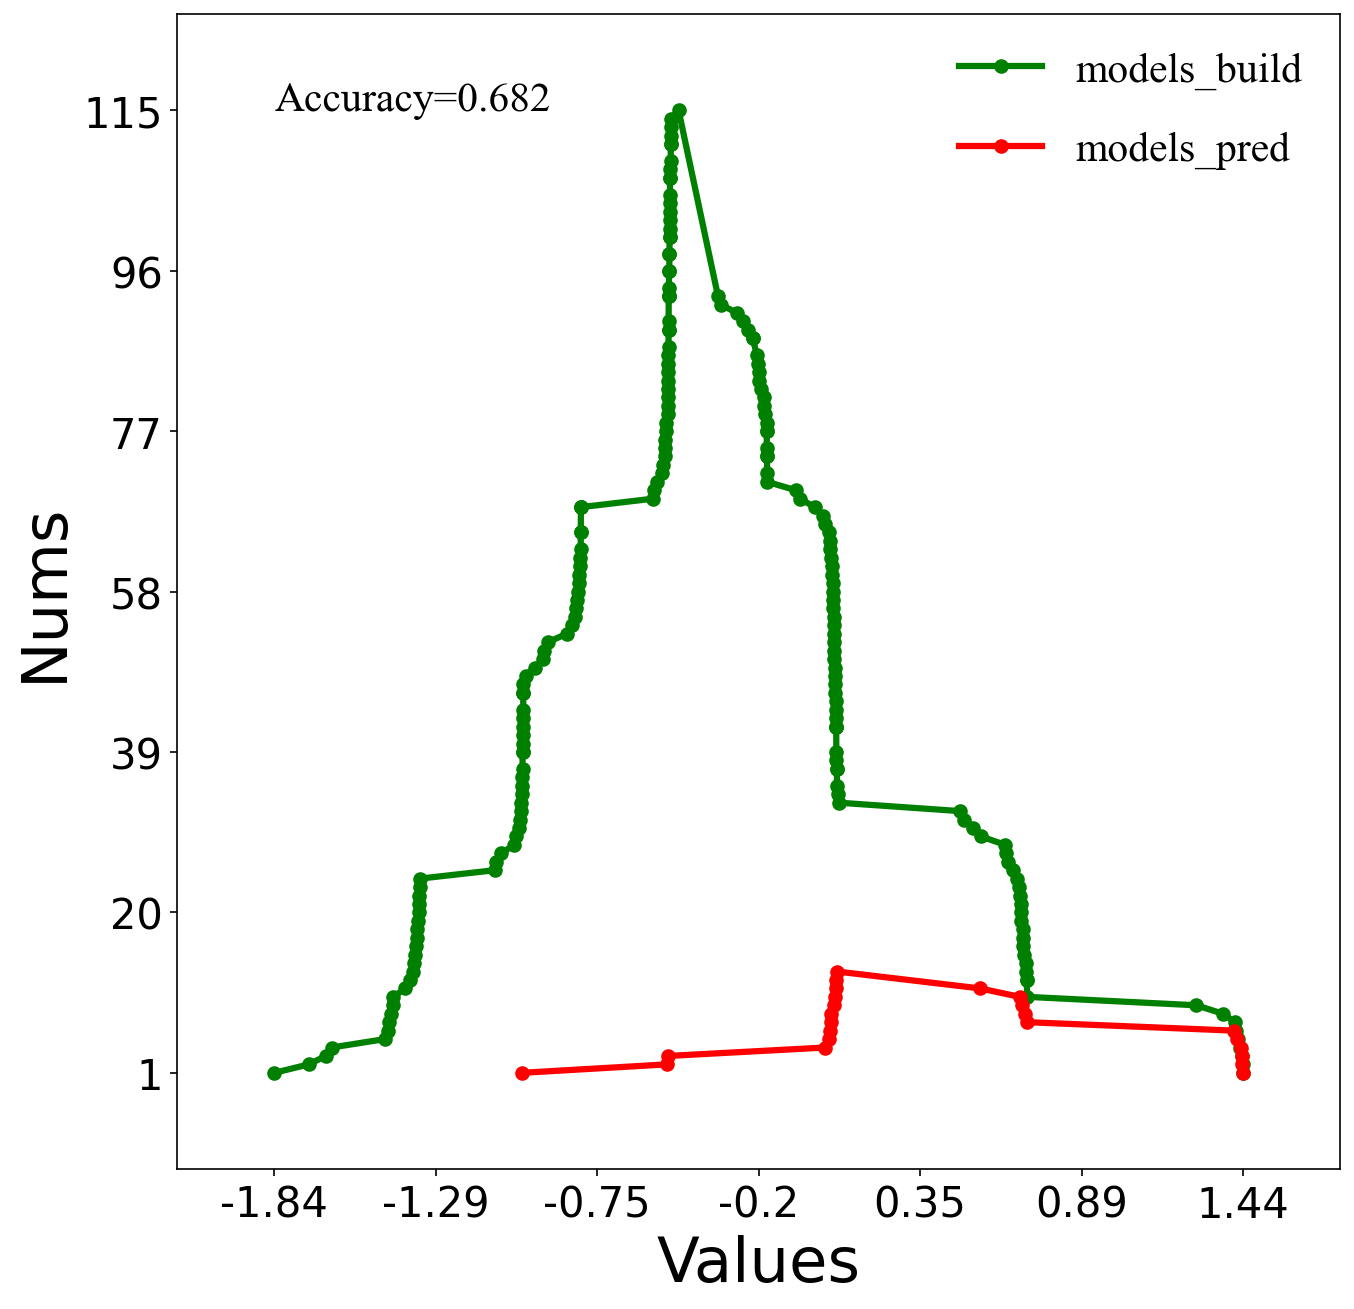 Accuracy=0.682
models_build
models_pred
115
96
77
58
39
20
1
Nums
-1.84 -1.29 -0.75 -0.2 0.35 0.89 1.44
Values